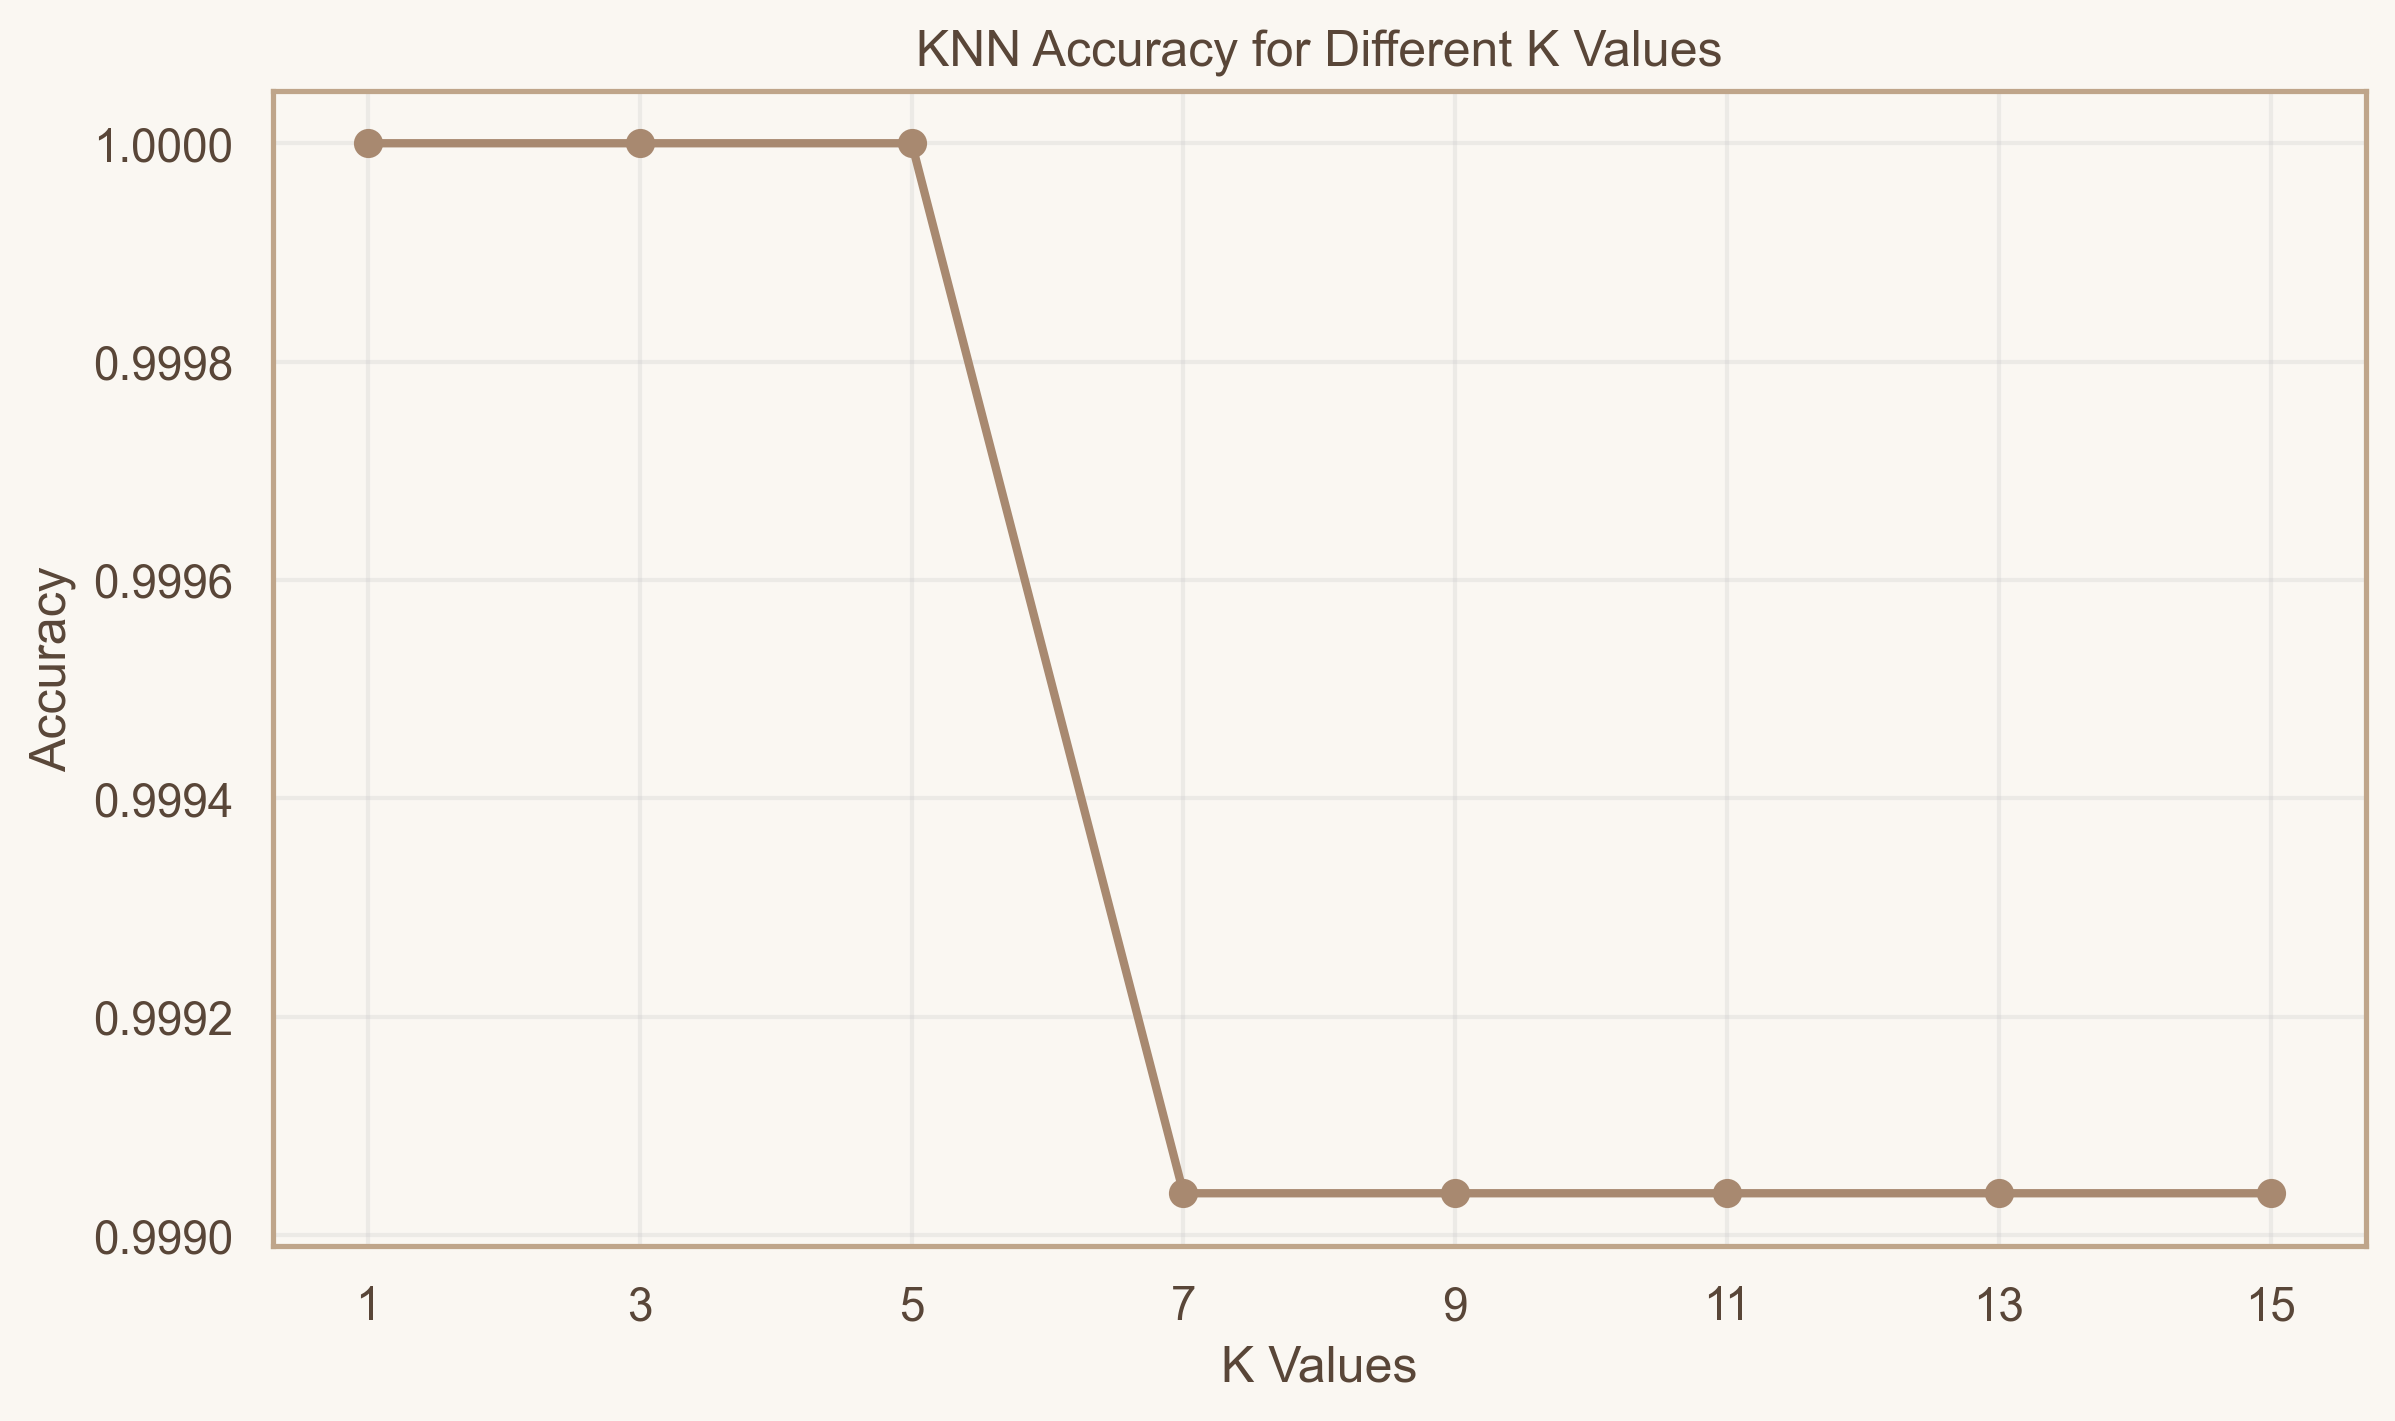 KNN Accuracy for Different K Values
1.0000
0.9998
0.9996
0.9994
0.9992
0.9990
Accuracy
1 3 5 7 9 11 13 15
K Values